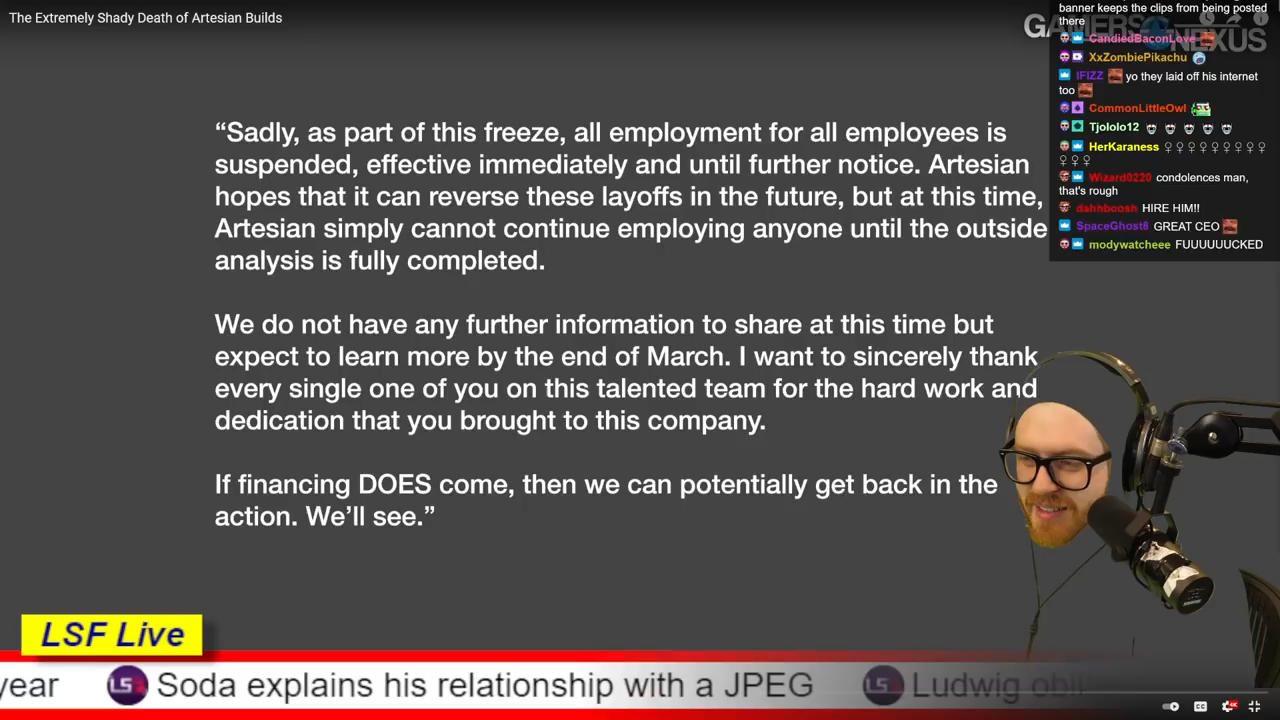 The Extremely Shady Death of Artesian Builds
GAMERS NEXUS
“Sadly, as part of this freeze, all employment for all employees is
suspended, effective immediately and until further notice. Artesian
hopes that it can reverse these layoffs in the future, but at this time,
Artesian simply cannot continue employing anyone until the outside
analysis is fully completed.
We do not have any further information to share at this time but
expect to learn more by the end of March. I want to sincerely thank
every single one of you on this talented team for the hard work and
dedication that you brought to this company.
If financing DOES come, then we can potentially get back in the
action. We’ll see.”
banner keeps the clips from being posted
there
CandiedBaconLove
XxZombiePikachu
IFIZZ yo they laid off his internet
too
CommonLittleOwl
Tjololo12
HerKaraness
Wizard0220 condolences man,
that's rough
dahhboosh HIRE HIM!!
SpaceGhost6 GREAT CEO
modywatcheee FUUUUUUCKED
LSF Live
year LS Soda explains his relationship with a JPEG LS Ludwig
CC
4K